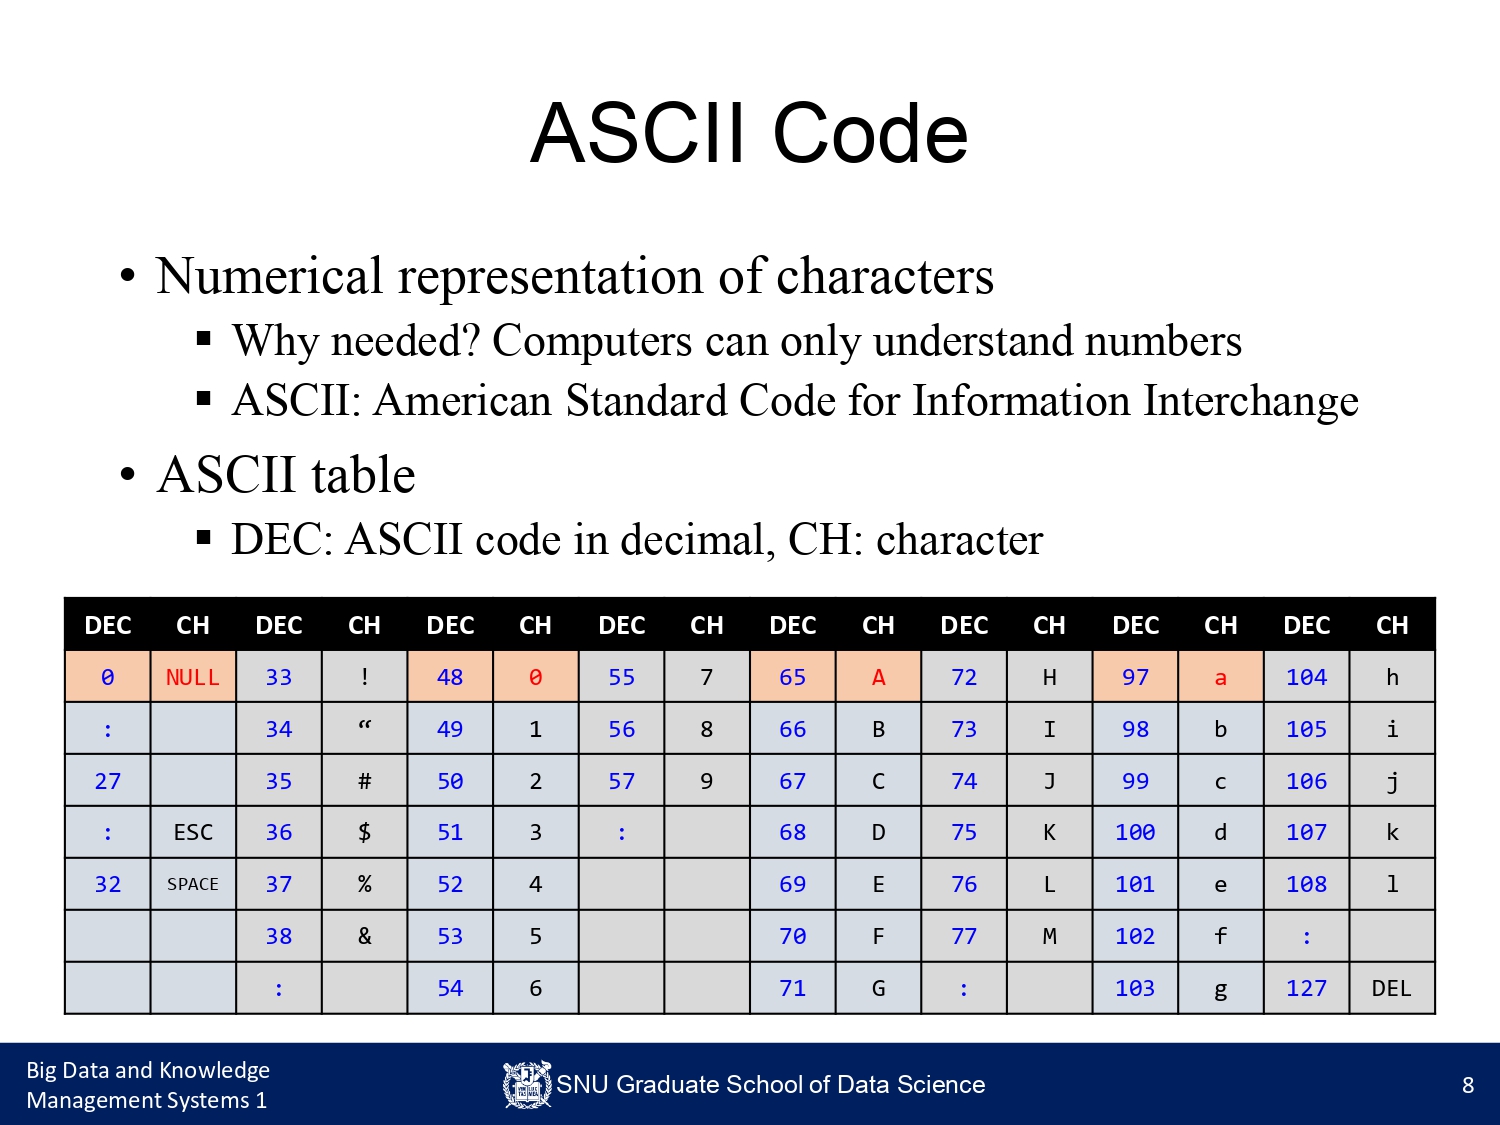 ASCII Code
• Numerical representation of characters
▪ Why needed? Computers can only understand numbers
▪ ASCII: American Standard Code for Information Interchange
• ASCII table
▪ DEC: ASCII code in decimal, CH: character
DEC CH DEC CH DEC CH DEC CH DEC CH DEC CH DEC CH DEC CH
0 NULL 33 ! 48 0 55 7 65 A 72 H 97 a 104 h
: 34 “ 49 1 56 8 66 B 73 I 98 b 105 i
27 35 # 50 2 57 9 67 C 74 J 99 c 106 j
: ESC 36 $ 51 3 : 68 D 75 K 100 d 107 k
32 SPACE 37 % 52 4 69 E 76 L 101 e 108 l
38 & 53 5 70 F 77 M 102 f :
: 54 6 71 G : 103 g 127 DEL
Big Data and Knowledge
Management Systems 1
SNU Graduate School of Data Science
8